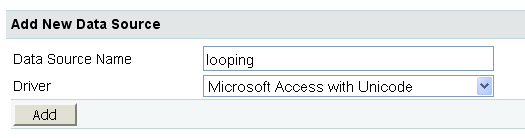 Add New Data Source
Data Source Name looping
Driver Microsoft Access with Unicode
Add